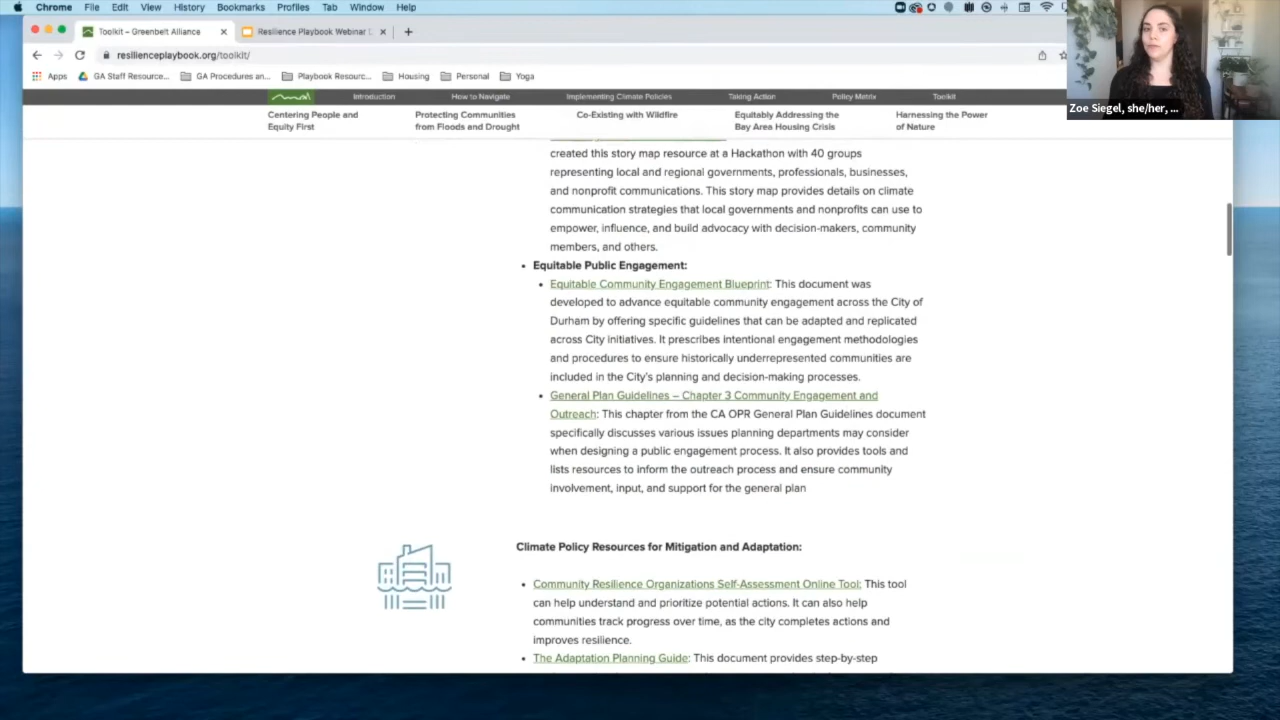 Chrome File Edit View History Bookmarks Profiles Tab Window Help
Toolkit – Greenbelt Alliance
Resilience Playbook Webinar
resilienceplaybook.org/toolkit/
Apps GA Staff Resource... GA Procedures an... Playbook Resourc... Housing Personal Yoga
Zoe Siegel, she/her, ...
Introduction How to Navigate Implementing Climate Policies Taking Action Policy Matrix Toolkit
Centering People and Equity First
Protecting Communities from Floods and Drought
Co-Existing with Wildfire
Equitably Addressing the Bay Area Housing Crisis
Harnessing the Power of Nature
created this story map resource at a Hackathon with 40 groups
representing local and regional governments, professionals, businesses,
and nonprofit communications. This story map provides details on climate
communication strategies that local governments and nonprofits can use to
empower, influence, and build advocacy with decision-makers, community
members, and others.
• Equitable Public Engagement:
• Equitable Community Engagement Blueprint: This document was
developed to advance equitable community engagement across the City of
Durham by offering specific guidelines that can be adapted and replicated
across City initiatives. It prescribes intentional engagement methodologies
and procedures to ensure historically underrepresented communities are
included in the City's planning and decision-making processes.
• General Plan Guidelines – Chapter 3 Community Engagement and
Outreach: This chapter from the CA OPR General Plan Guidelines document
specifically discusses various issues planning departments may consider
when designing a public engagement process. It also provides tools and
lists resources to inform the outreach process and ensure community
involvement, input, and support for the general plan
Climate Policy Resources for Mitigation and Adaptation:
• Community Resilience Organizations Self-Assessment Online Tool: This tool
can help understand and prioritize potential actions. It can also help
communities track progress over time, as the city completes actions and
improves resilience.
• The Adaptation Planning Guide: This document provides step-by-step